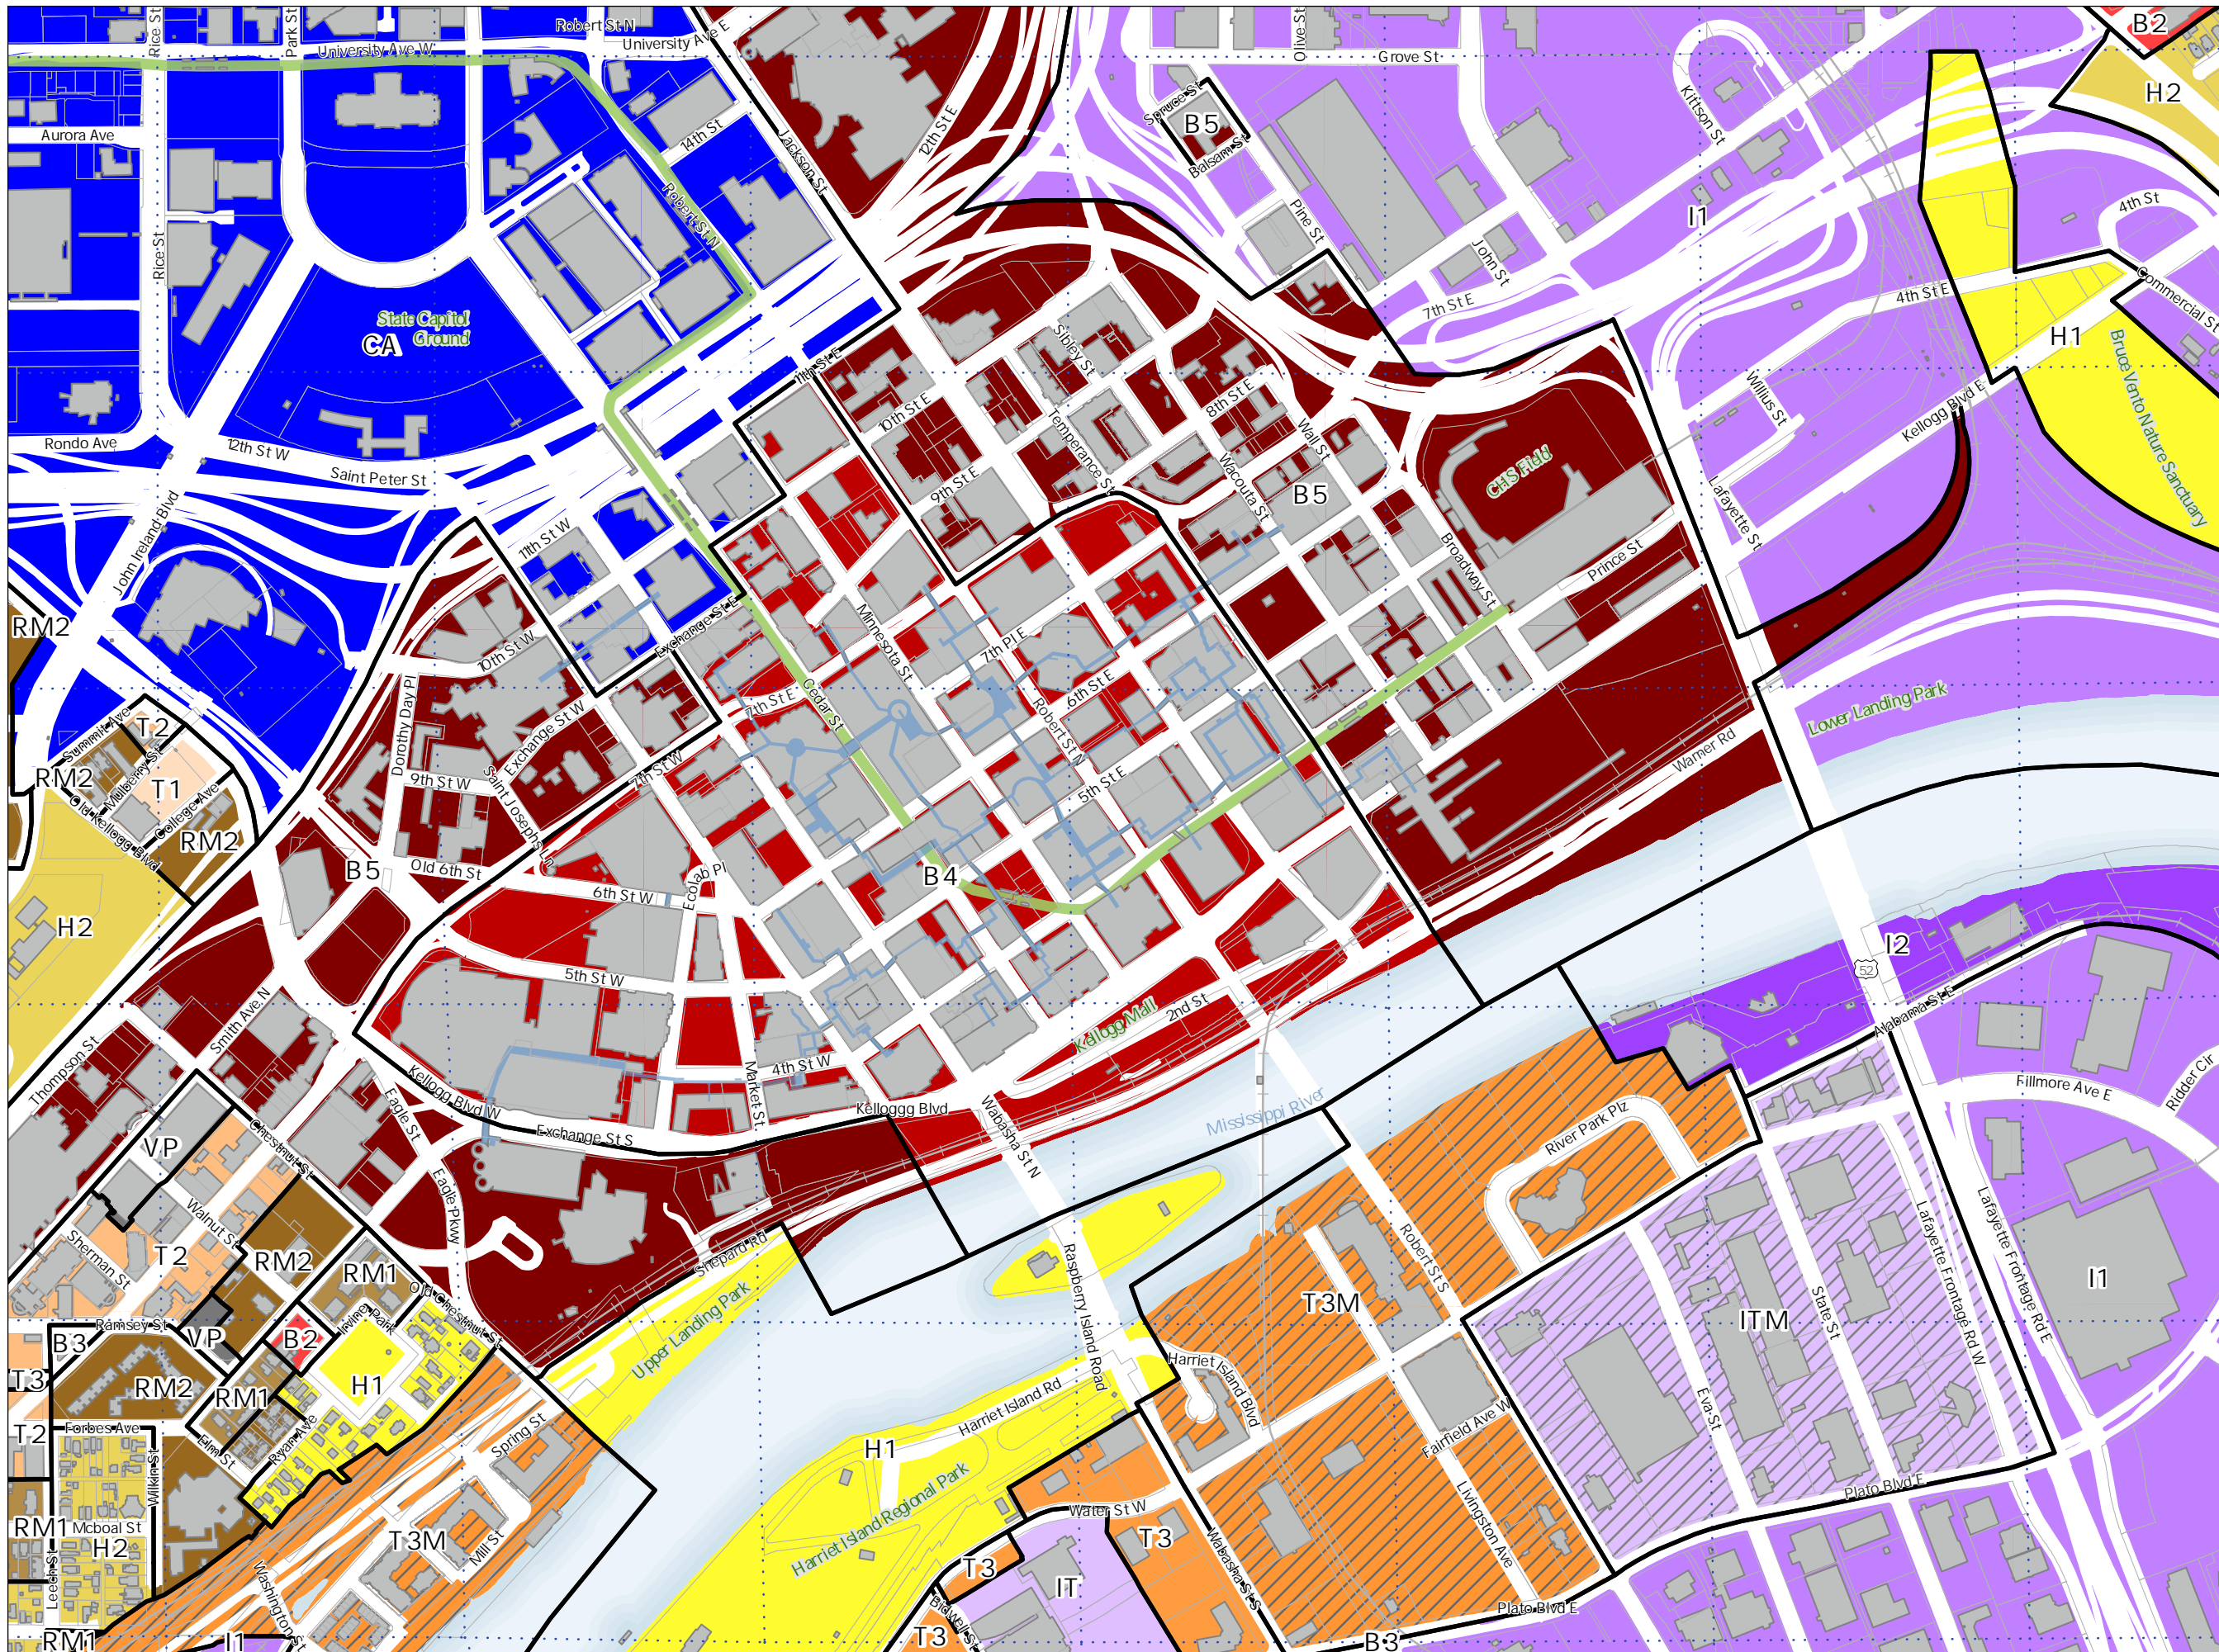 Robert St N
B2
Rice St
Park St
University Ave W
University Ave E
Olive St
Grove St
H2
Kittson St
Spruce St
B5
Balsam St
12th St E
14th St
Jackson St
Aurora Ave
Robert St N
Pine St
I1
4th St
John St
Rice St
7th St E
4th St E
Commercial St
State Capitol
Ground
CA
Sibley St
H1
Bruce Vento Nature Sanctuary
11th St E
10th St E
8th St E
Willius St
Temperance St
Wall St
Kellogg Blvd E
Rondo Ave
12th St W
Saint Peter St
9th St E
Wacouta St
B5
CHS Field
Lafayette St
John Ireland Blvd
11th St W
Broadway St
Prince St
RM2
Exchange St E
Minnesota St
7th Pl E
10th St W
Dorothy Day Pl
Cedar St
7th St E
6th St E
Robert St N
Lower Landing Park
Summit Ave
T2
Exchange St W
7th St W
Warner Rd
RM2
Mulberry St
T1
College Ave
9th St W
Saint Josephs Ln
5th St E
Old Kellogg Blvd
RM2
B5
Old 6th St
B4
6th St W
Ecolab Pl
H2
I2
52
5th St W
Smith Ave N
Kellogg Mall
2nd St
Alabama St E
Thompson St
4th St W
Market St
Kellogg Blvd W
Eagle St
Kelloggg Blvd
Wabasha St N
Mississippi River
River Park Plz
Fillmore Ave E
Ridder Cir
VP
Chestnut St
Exchange St S
Eagle Pkwy
Walnut St
Sherman St
T2
RM2
RM1
Shepard Rd
Raspberry Island Road
Robert St S
Lafayette Frontage Rd W
Lafayette Frontage Rd E
I1
Old Chestnut St
Irvine Park
Upper Landing Park
T3M
ITM
State St
Ramsey St
B3
VP
B2
T3
RM2
RM1
H1
Harriet Island Rd
Harriet Island Blvd
Eva St
Fairfield Ave W
T2
Forbes Ave
Elm St
Ryan Ave
Spring St
H1
Wilkin St
Harriet Island Regional Park
Livingston Ave
Plato Blvd E
RM1
Mcboal St
H2
T3M
Mill St
Water St W
T3
Wabasha St S
Leech St
Washington St
T3
IT
Bidwell St
Plato Blvd E
RM1
I1
T3
B3